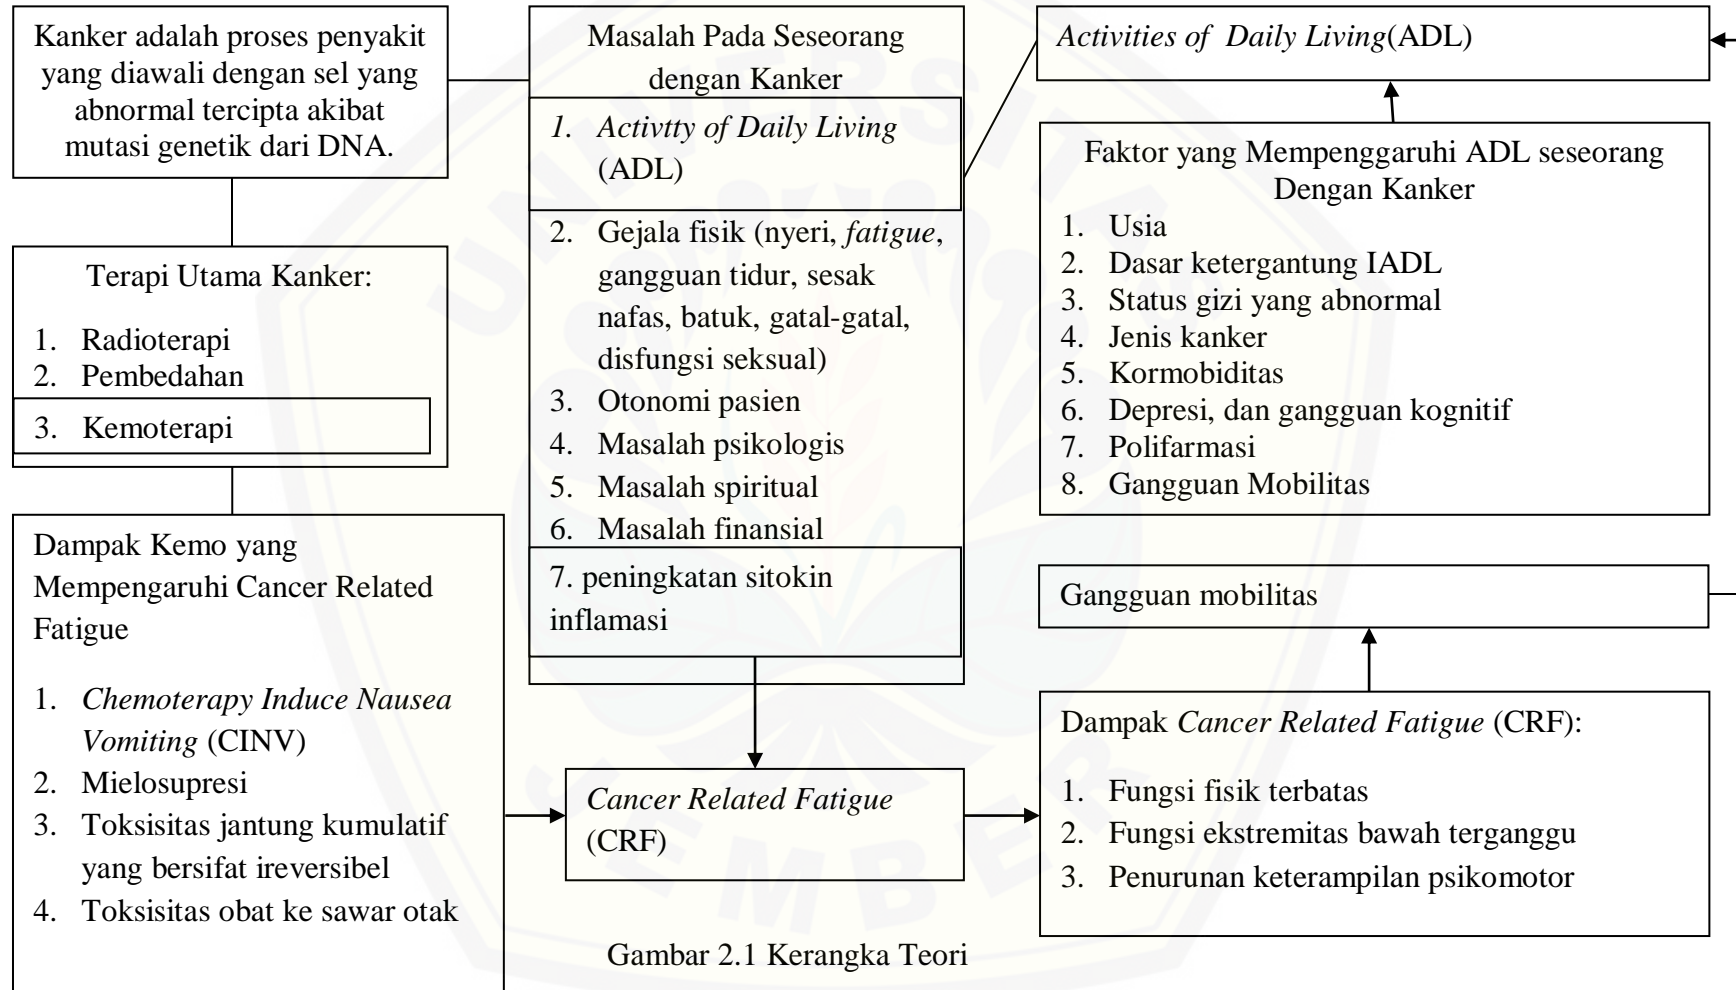 Kanker adalah proses penyakit
yang diawali dengan sel yang
abnormal tercipta akibat
mutasi genetik dari DNA.
Terapi Utama Kanker:
1. Radioterapi
2. Pembedahan
3. Kemoterapi
Dampak Kemo yang
Mempengaruhi Cancer Related
Fatigue
1. Chemoterapy Induce Nausea
Vomiting (CINV)
2. Mielosupresi
3. Toksisitas jantung kumulatif
yang bersifat ireversibel
4. Toksisitas obat ke sawar otak
Masalah Pada Seseorang
dengan Kanker
1. Activtty of Daily Living
(ADL)
2. Gejala fisik (nyeri, fatigue,
gangguan tidur, sesak
nafas, batuk, gatal-gatal,
disfungsi seksual)
3. Otonomi pasien
4. Masalah psikologis
5. Masalah spiritual
6. Masalah finansial
7. peningkatan sitokin
inflamasi
Cancer Related Fatigue
(CRF)
Activities of Daily Living(ADL)
Faktor yang Mempenggaruhi ADL seseorang
Dengan Kanker
1. Usia
2. Dasar ketergantung IADL
3. Status gizi yang abnormal
4. Jenis kanker
5. Kormobiditas
6. Depresi, dan gangguan kognitif
7. Polifarmasi
8. Gangguan Mobilitas
Gangguan mobilitas
Dampak Cancer Related Fatigue (CRF):
1. Fungsi fisik terbatas
2. Fungsi ekstremitas bawah terganggu
3. Penurunan keterampilan psikomotor
Gambar 2.1 Kerangka Teori
UNIVERSITAS
JEMBER